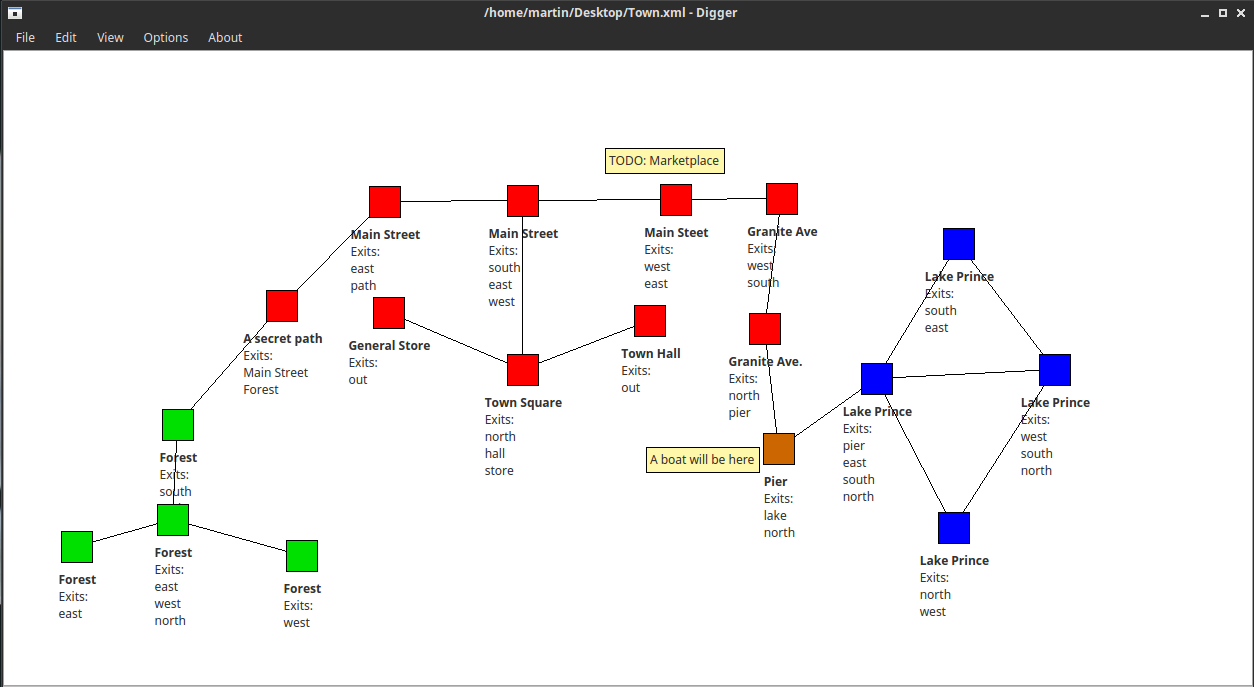 /home/martin/Desktop/Town.xml - Digger
File Edit View Options About
TODO: Marketplace
Main Street
Exits:
east
path
Main Street
Exits:
south
east
west
Main Steet
Exits:
west
east
Granite Ave
Exits:
west
south
Lake Prince
Exits:
south
east
A secret path
Exits:
Main Street
Forest
General Store
Exits:
out
Town Hall
Exits:
out
Granite Ave.
Exits:
north
pier
Town Square
Exits:
north
hall
store
Lake Prince
Exits:
pier
east
south
north
Lake Prince
Exits:
west
south
north
Forest
Exits:
south
A boat will be here
Pier
Exits:
lake
north
Forest
Exits:
east
Forest
Exits:
east
west
north
Forest
Exits:
west
Lake Prince
Exits:
north
west